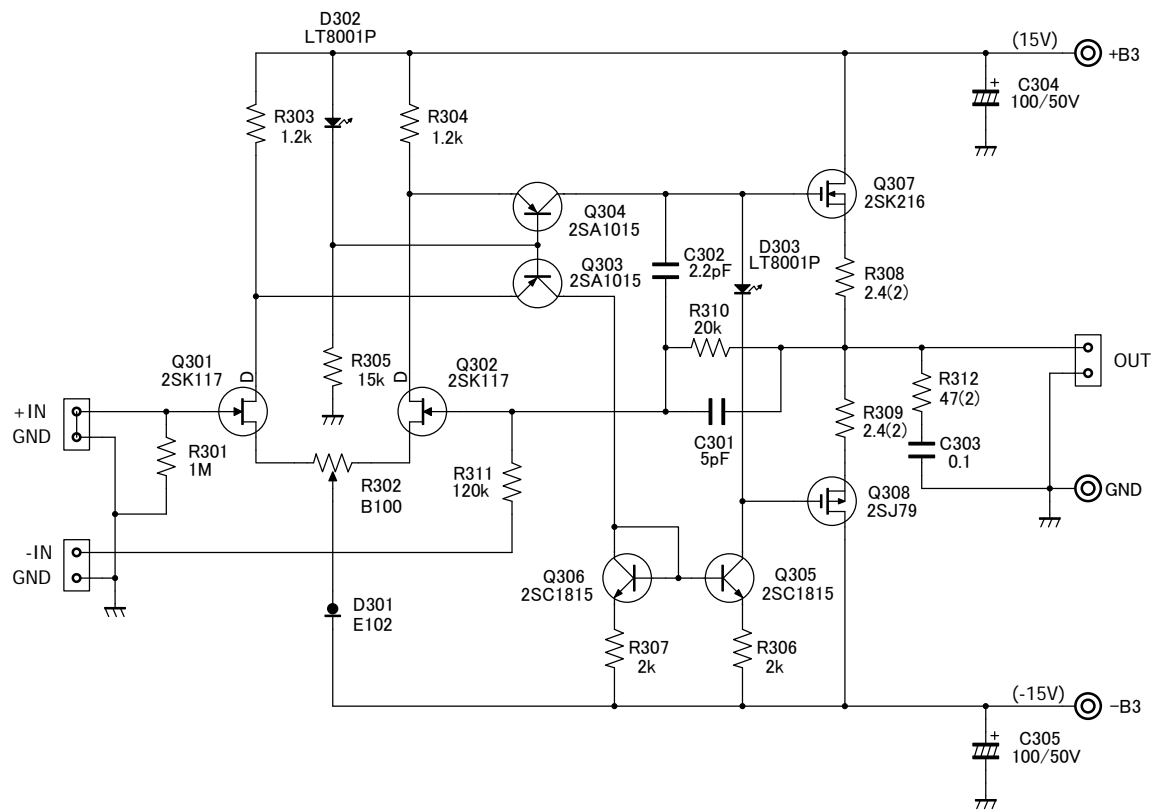 D302
LT8001P
(15V)
+B3
R303
1.2k
R304
1.2k
+
C304
100/50V
Q304
2SA1015
Q307
2SK216
D303
LT8001P
Q303
2SA1015
C302
2.2pF
R308
2.4(2)
R310
20k
Q301
2SK117
D
R305
15k
D
Q302
2SK117
OUT
+IN
GND
R301
1M
R302
B100
R311
120k
C301
5pF
R309
2.4(2)
R312
47(2)
C303
0.1
Q308
2SJ79
GND
-IN
GND
D301
E102
Q306
2SC1815
Q305
2SC1815
R307
2k
R306
2k
(-15V)
-B3
+
C305
100/50V